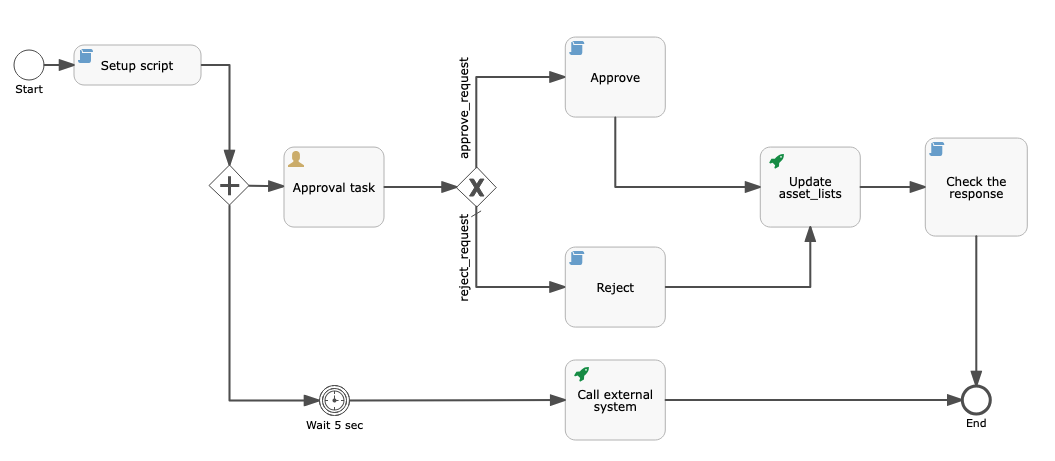 Start
Setup script
Approval task
approve_request
reject_request
Approve
Reject
Update
asset_lists
Check the
response
Wait 5 sec
Call external
system
End